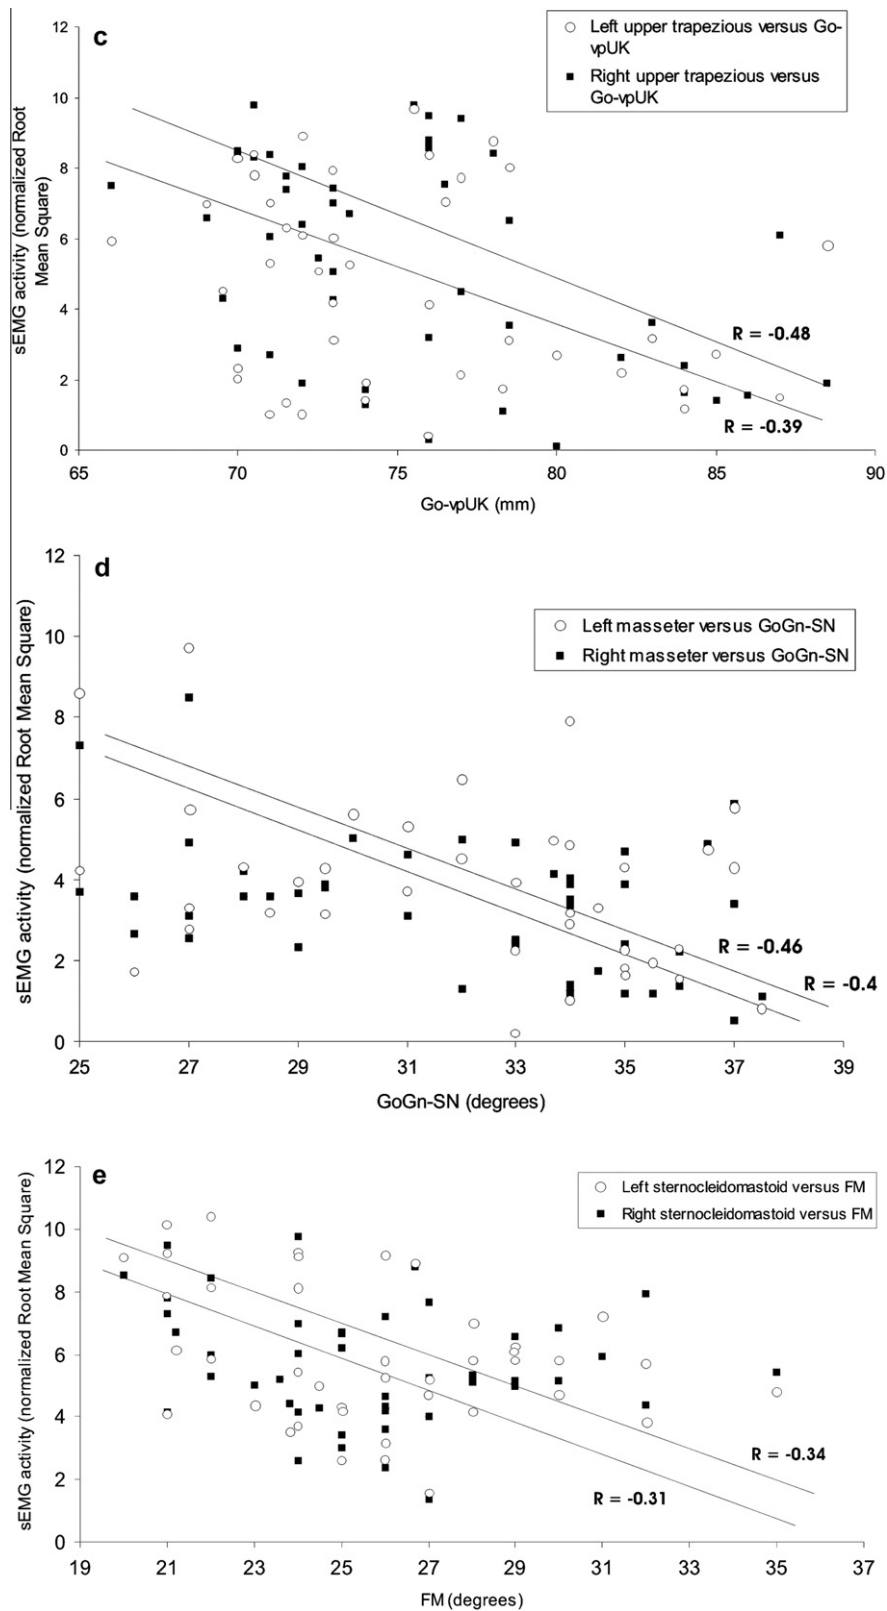 c
Left upper trapezious versus Go-
vpUK
Right upper trapezious versus
Go-vpUK
sEMG activity (normalized Root
Mean Square)
12
10
8
6
4
2
0
R = -0.48
R = -0.39
65 70 75 80 85 90
Go-vpUK (mm)
d
Left masseter versus GoGn-SN
Right masseter versus GoGn-SN
sEMG activity (normalized Root Mean Square)
12
10
8
6
4
2
0
R = -0.46
R = -0.4
25 27 29 31 33 35 37 39
GoGn-SN (degrees)
e
Left sternocleidomastoid versus FM
Right sternocleidomastoid versus FM
sEMG activity (normalized Root Mean Square)
12
10
8
6
4
2
0
R = -0.34
R = -0.31
19 21 23 25 27 29 31 33 35 37
FM (degrees)